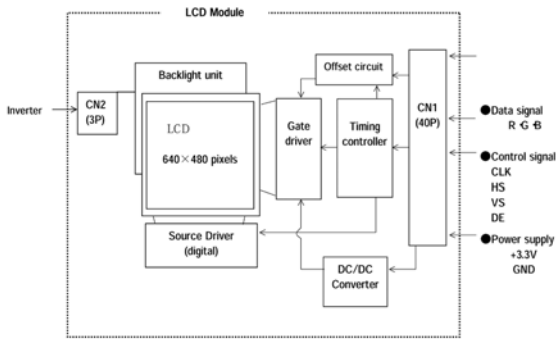 LCD Module
Backlight unit
CN2
(3P)
Inverter
LCD
640×480 pixels
Source Driver
(digital)
Gate
driver
Offset circuit
Timing
controller
CN1
(40P)
DC/DC
Converter
●Data signal
R·G·B
●Control signal
CLK
HS
VS
DE
●Power supply
+3.3V
GND